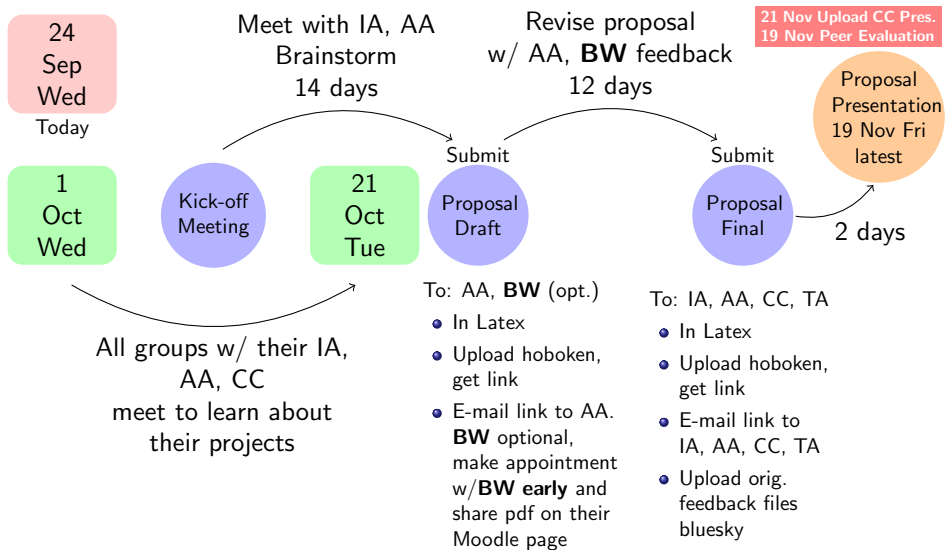 24
Sep
Wed
Today
Meet with IA, AA
Brainstorm
14 days
Revise proposal
w/ AA, BW feedback
12 days
21 Nov Upload CC Pres.
19 Nov Peer Evaluation
Proposal
Presentation
19 Nov Fri
latest
1
Oct
Wed
Kick-off
Meeting
21
Oct
Tue
Submit
Proposal
Draft
Submit
Proposal
Final
2 days
All groups w/ their IA,
AA, CC
meet to learn about
their projects
To: AA, BW (opt.)
In Latex
Upload hoboken,
get link
E-mail link to AA.
BW optional,
make appointment
w/BW early and
share pdf on their
Moodle page
To: IA, AA, CC, TA
In Latex
Upload hoboken,
get link
E-mail link to
IA, AA, CC, TA
Upload orig.
feedback files
bluesky